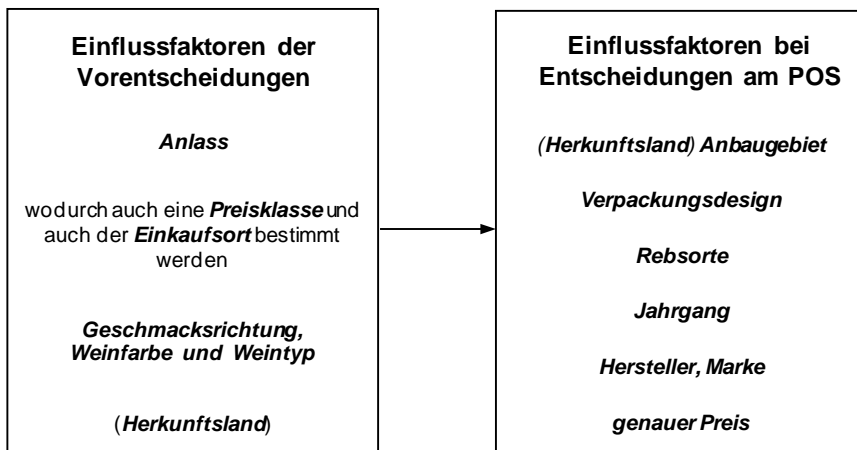 Einflussfaktoren der
Vorentscheidungen
Anlass
wodurch auch eine Preisklasse und
auch der Einkaufsort bestimmt
werden
Geschmacksrichtung,
Weinfarbe und Weintyp
(Herkunftsland)
Einflussfaktoren bei
Entscheidungen am POS
(Herkunftsland) Anbaugebiet
Verpackungsdesign
Rebsorte
Jahrgang
Hersteller, Marke
genauer Preis